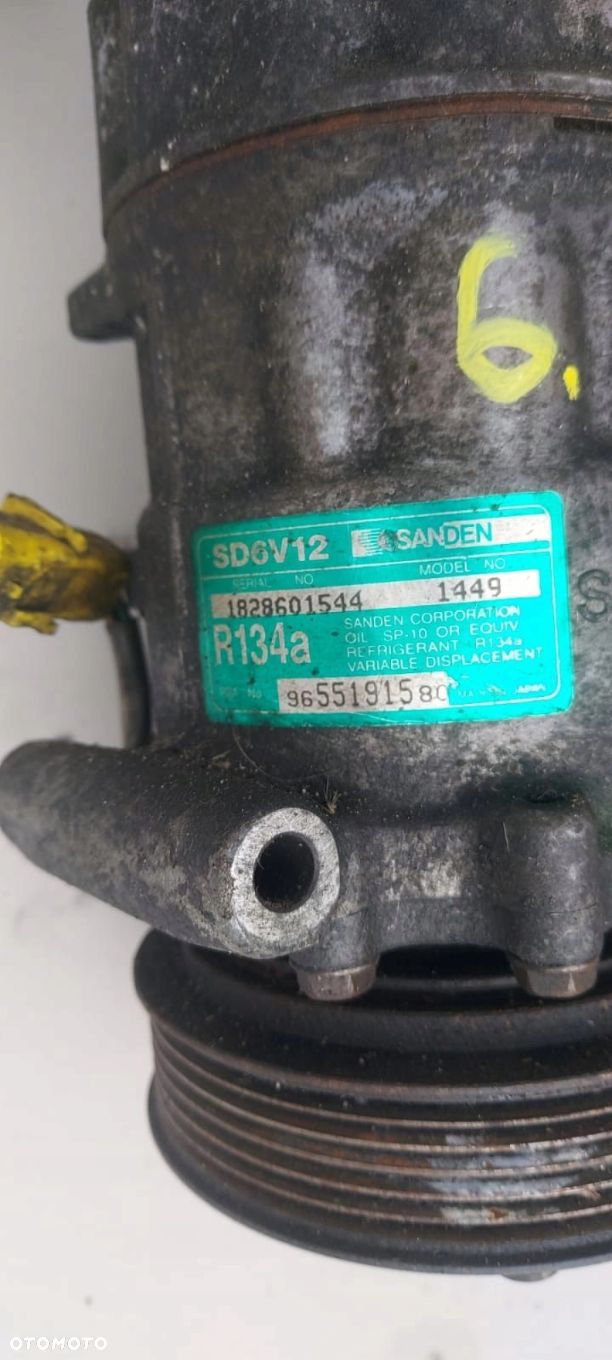 6.
SD6V12 SANDEN
SERIAL NO MODEL NO
1828601544 1449
R134a
SANDEN CORPORATION
OIL SP-10 OR EQUIV
REFRIGERANT R134a
VARIABLE DISPLACEMENT
NO 9655191580 JAPAN
S
OTOMOTO